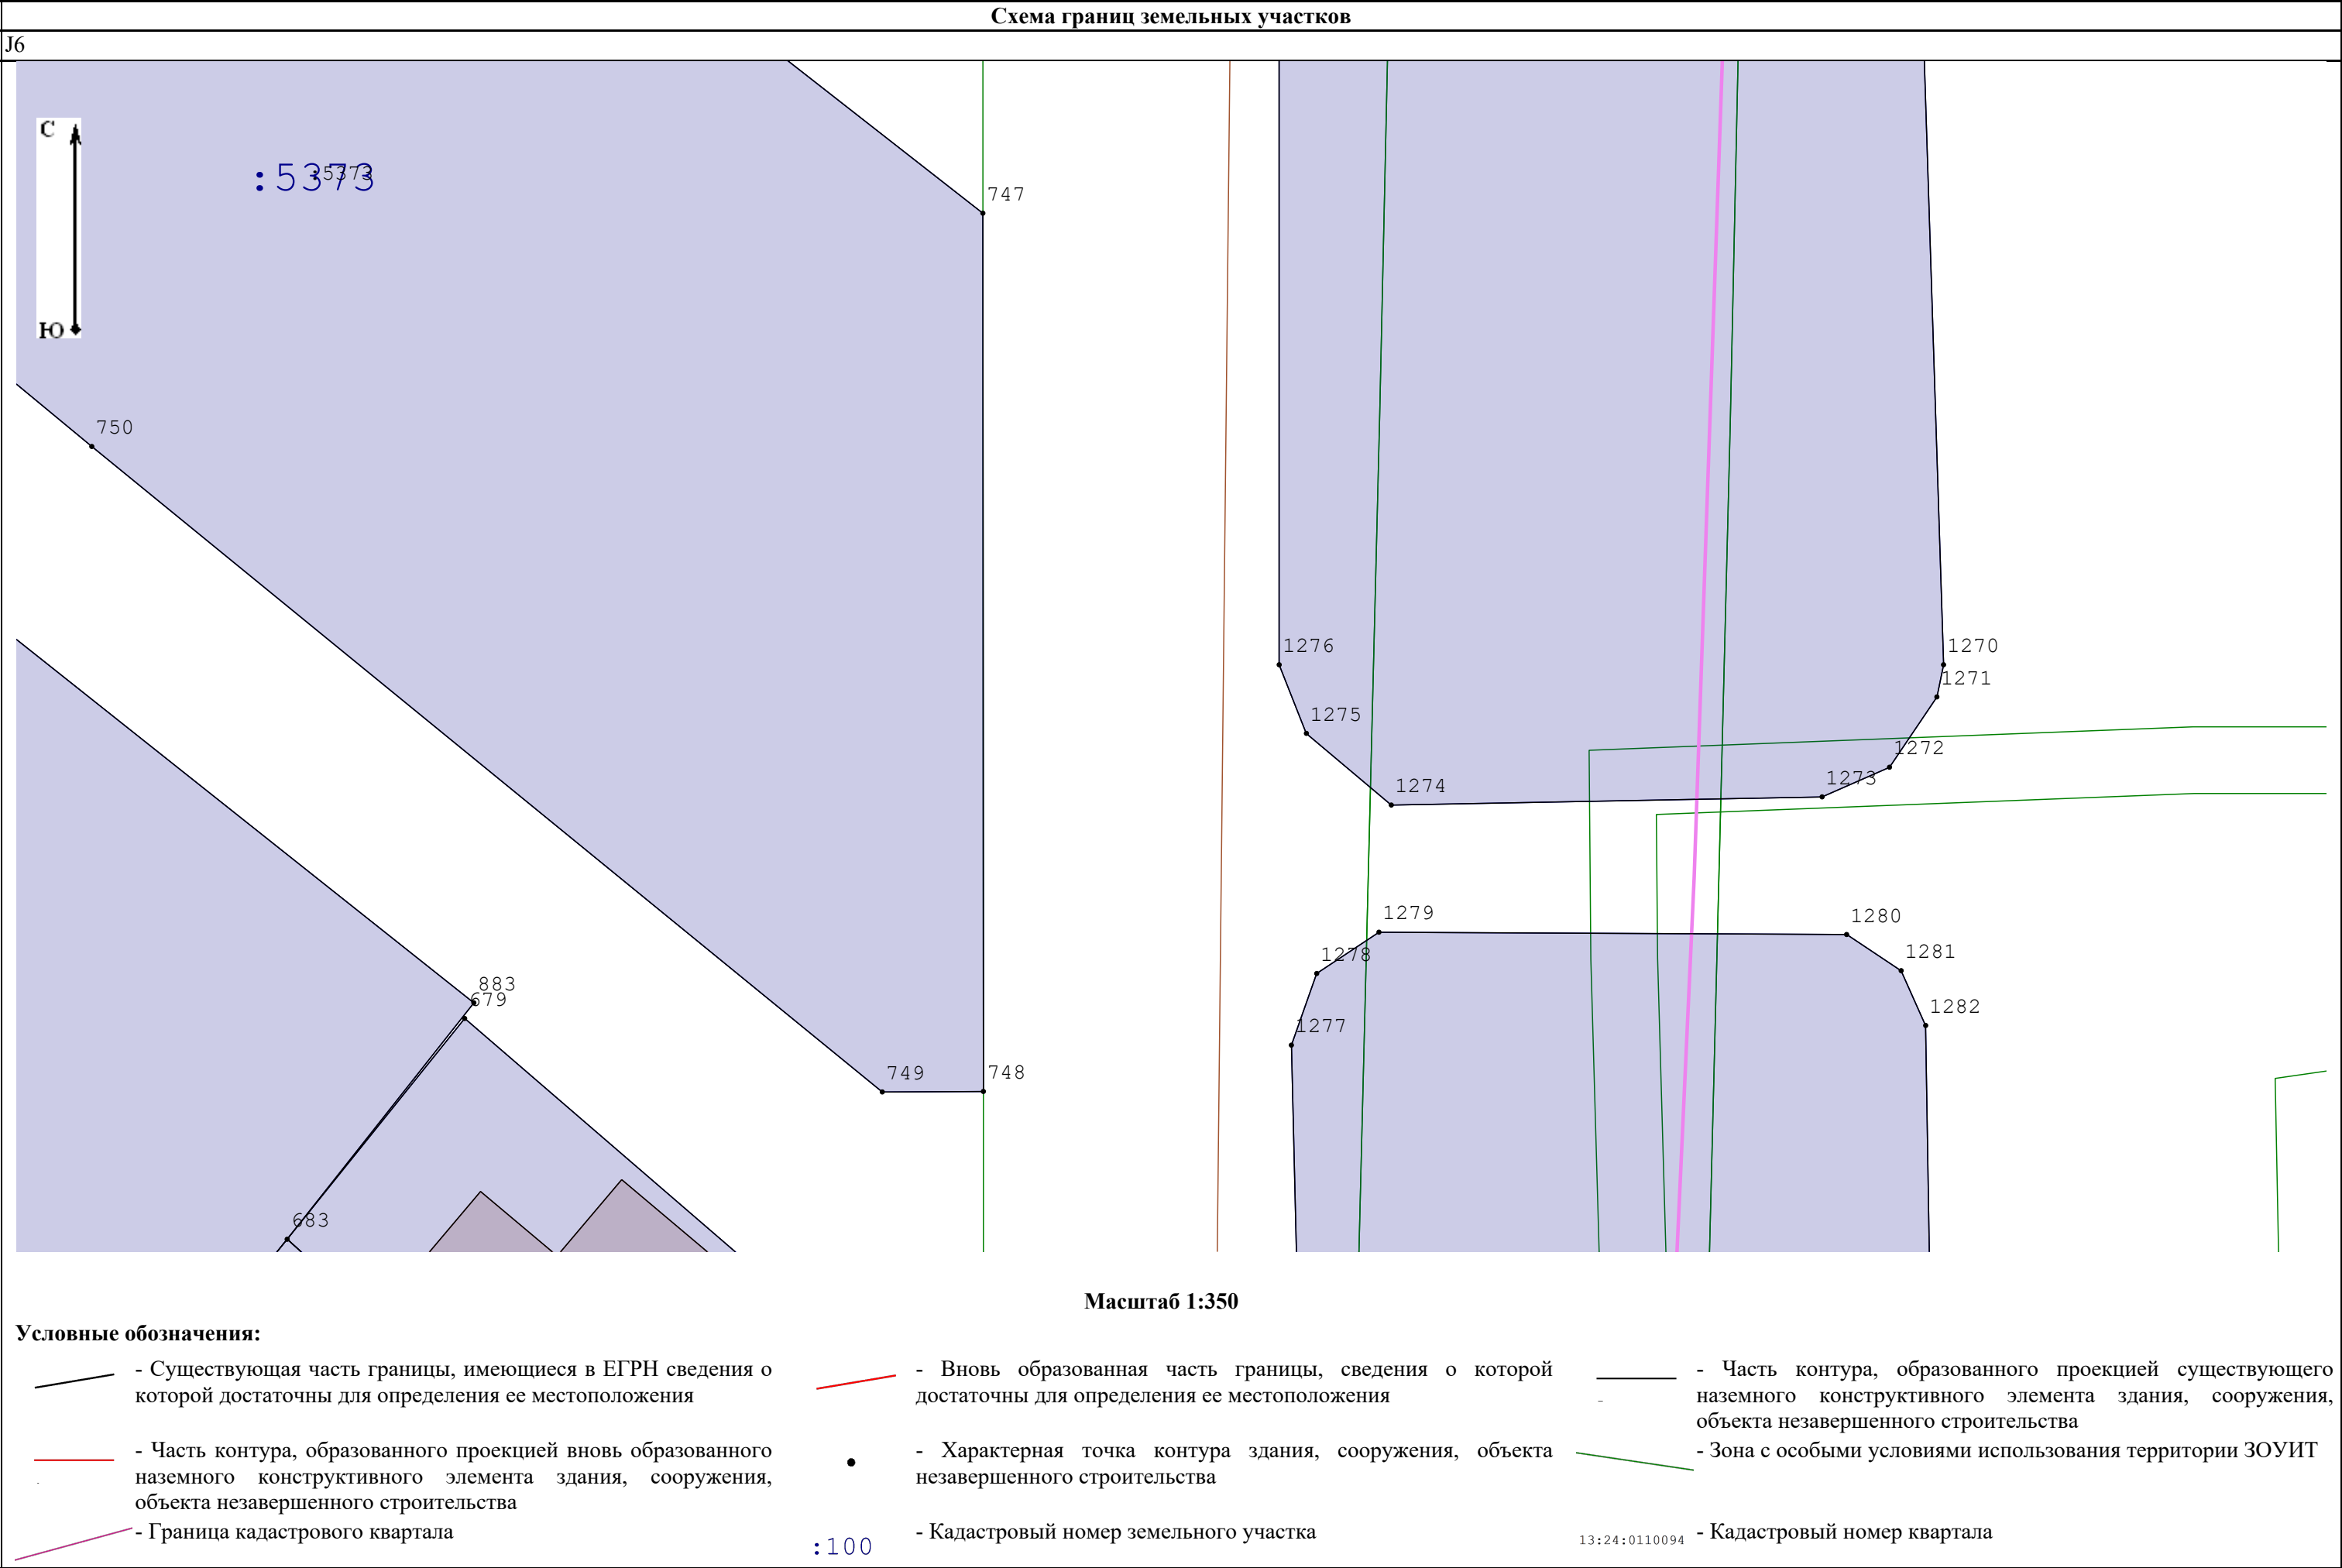 Схема границ земельных участков
J6
С
:5373
:5373
747
Ю
750
1276
1270
1271
1275
1272
1273
1274
1279
1280
1278
1281
883
679
1282
1277
749
748
683
Масштаб 1:350
Условные обозначения:
- Существующая часть границы, имеющиеся в ЕГРН сведения о
которой достаточны для определения ее местоположения
- Вновь образованная часть границы, сведения о которой
достаточны для определения ее местоположения
- Часть контура, образованного проекцией существующего
наземного конструктивного элемента здания, сооружения,
объекта незавершенного строительства
- Часть контура, образованного проекцией вновь образованного
наземного конструктивного элемента здания, сооружения,
объекта незавершенного строительства
- Характерная точка контура здания, сооружения, объекта
незавершенного строительства
- Зона с особыми условиями использования территории ЗОУИТ
- Граница кадастрового квартала
:100
- Кадастровый номер земельного участка
13:24:0110094
- Кадастровый номер квартала